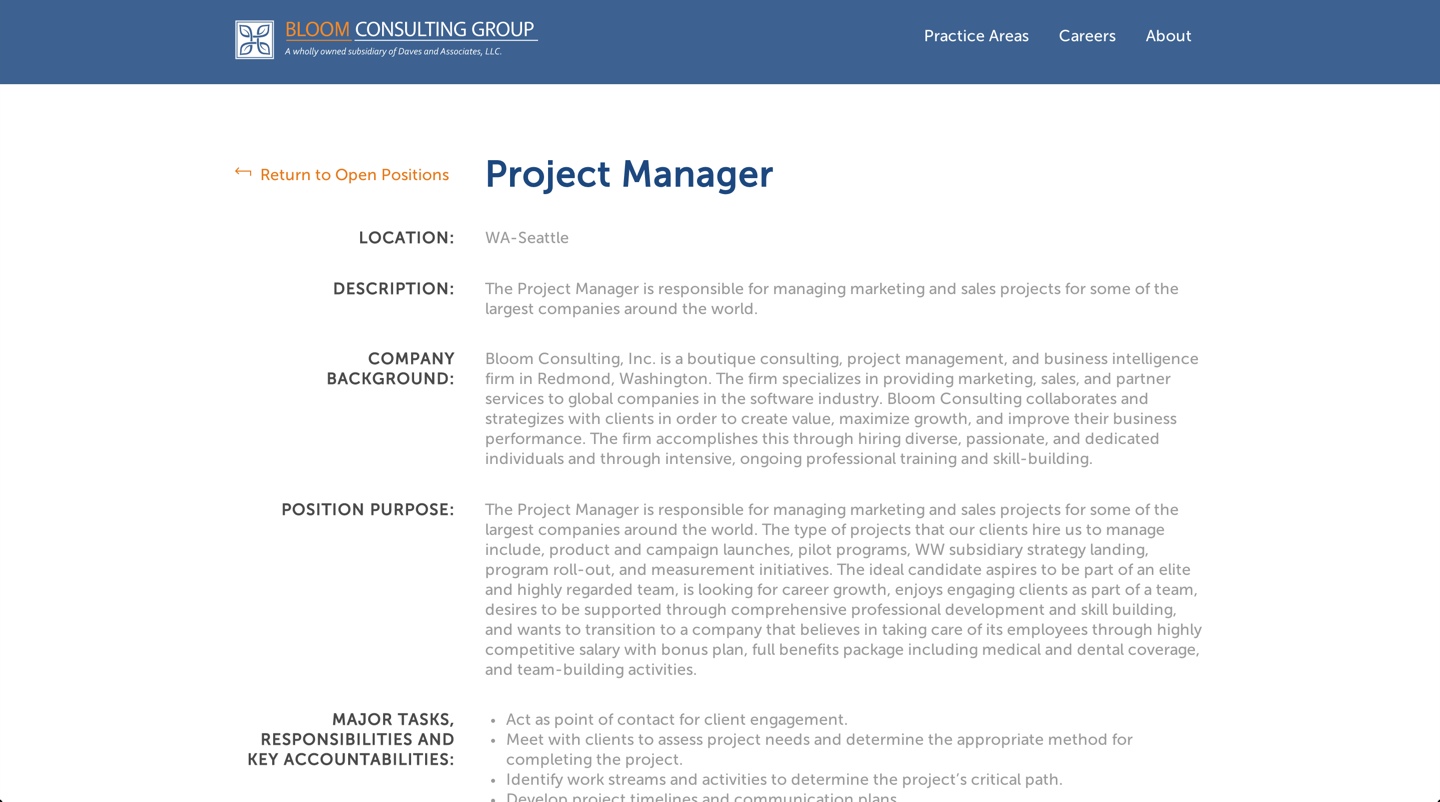 BLOOM CONSULTING GROUP
A wholly owned subsidiary of Daves and Associates, LLC.
Practice Areas Careers About
Return to Open Positions
Project Manager
LOCATION:
WA-Seattle
DESCRIPTION:
The Project Manager is responsible for managing marketing and sales projects for some of the
largest companies around the world.
COMPANY
BACKGROUND:
Bloom Consulting, Inc. is a boutique consulting, project management, and business intelligence
firm in Redmond, Washington. The firm specializes in providing marketing, sales, and partner
services to global companies in the software industry. Bloom Consulting collaborates and
strategizes with clients in order to create value, maximize growth, and improve their business
performance. The firm accomplishes this through hiring diverse, passionate, and dedicated
individuals and through intensive, ongoing professional training and skill-building.
POSITION PURPOSE:
The Project Manager is responsible for managing marketing and sales projects for some of the
largest companies around the world. The type of projects that our clients hire us to manage
include, product and campaign launches, pilot programs, WW subsidiary strategy landing,
program roll-out, and measurement initiatives. The ideal candidate aspires to be part of an elite
and highly regarded team, is looking for career growth, enjoys engaging clients as part of a team,
desires to be supported through comprehensive professional development and skill building,
and wants to transition to a company that believes in taking care of its employees through highly
competitive salary with bonus plan, full benefits package including medical and dental coverage,
and team-building activities.
MAJOR TASKS,
RESPONSIBILITIES AND
KEY ACCOUNTABILITIES:
• Act as point of contact for client engagement.
• Meet with clients to assess project needs and determine the appropriate method for
completing the project.
• Identify work streams and activities to determine the project's critical path.
• Develop project timelines and communication plans